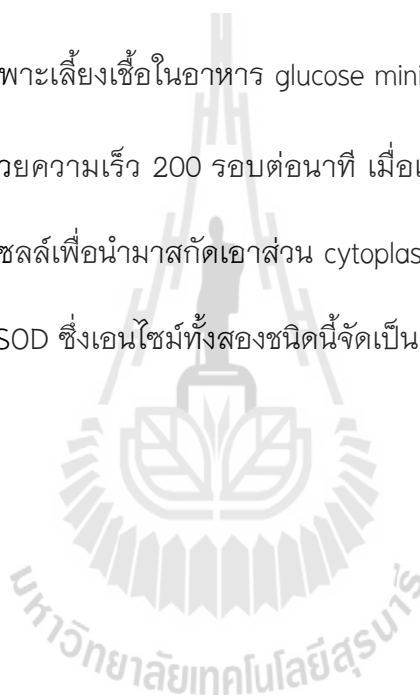 พาะเลี้ยงเชื้อในอาหาร glucose mini
วยความเร็ว 200 รอบต่อนาที เมื่อเ
ซลล์เพื่อนำมาสกัดเอาส่วน cytoplas
SOD ซึ่งเอนไซม์ทั้งสองชนิดนี้จัดเป็น
มหาวิทยาลัยเทคโนโลยีสุรนารี